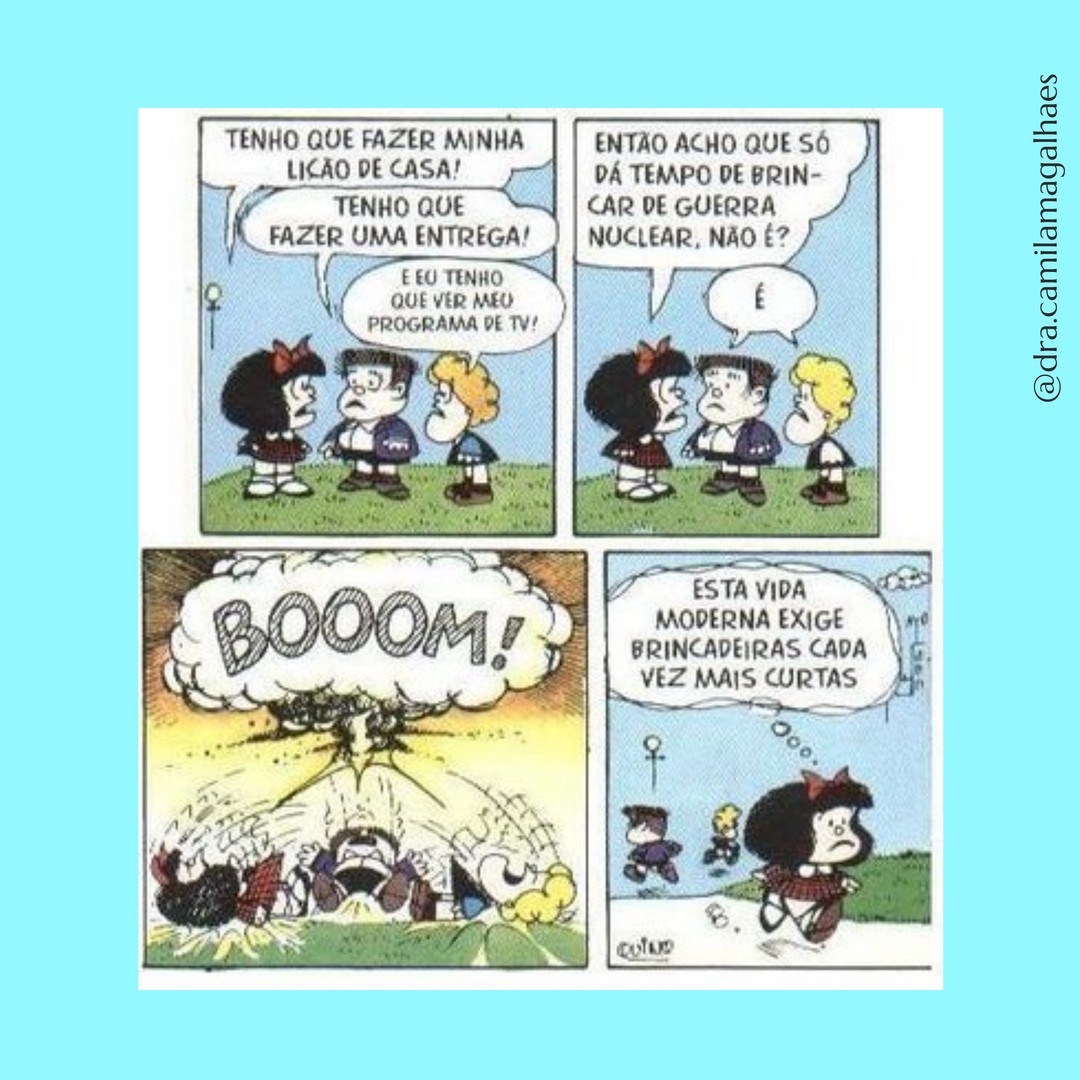 TENHO QUE FAZER MINHA
LIÇÃO DE CASA!
TENHO QUE
FAZER UMA ENTREGA!
E EU TENHO
QUE VER MEU
PROGRAMA DE TV!
ENTÃO ACHO QUE SÓ
DÁ TEMPO DE BRIN-
CAR DE GUERRA
NUCLEAR, NÃO É?
É
BOOOM!
ESTA VIDA
MODERNA EXIGE
BRINCADEIRAS CADA
VEZ MAIS CURTAS
QUINO
@dra.camilamagalhaes